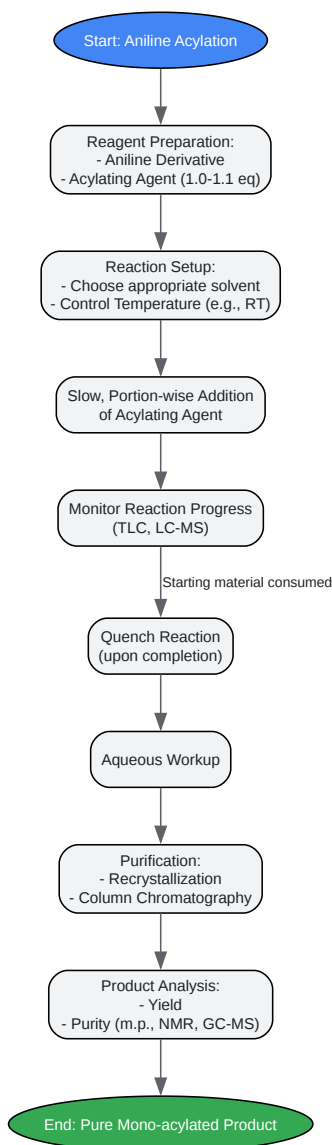 Start: Aniline Acylation
Reagent Preparation:
- Aniline Derivative
- Acylating Agent (1.0-1.1 eq)
Reaction Setup:
- Choose appropriate solvent
- Control Temperature (e.g., RT)
Slow, Portion-wise Addition
of Acylating Agent
Monitor Reaction Progress
(TLC, LC-MS)
Starting material consumed
Quench Reaction
(upon completion)
Aqueous Workup
Purification:
- Recrystallization
- Column Chromatography
Product Analysis:
- Yield
- Purity (m.p., NMR, GC-MS)
End: Pure Mono-acylated Product